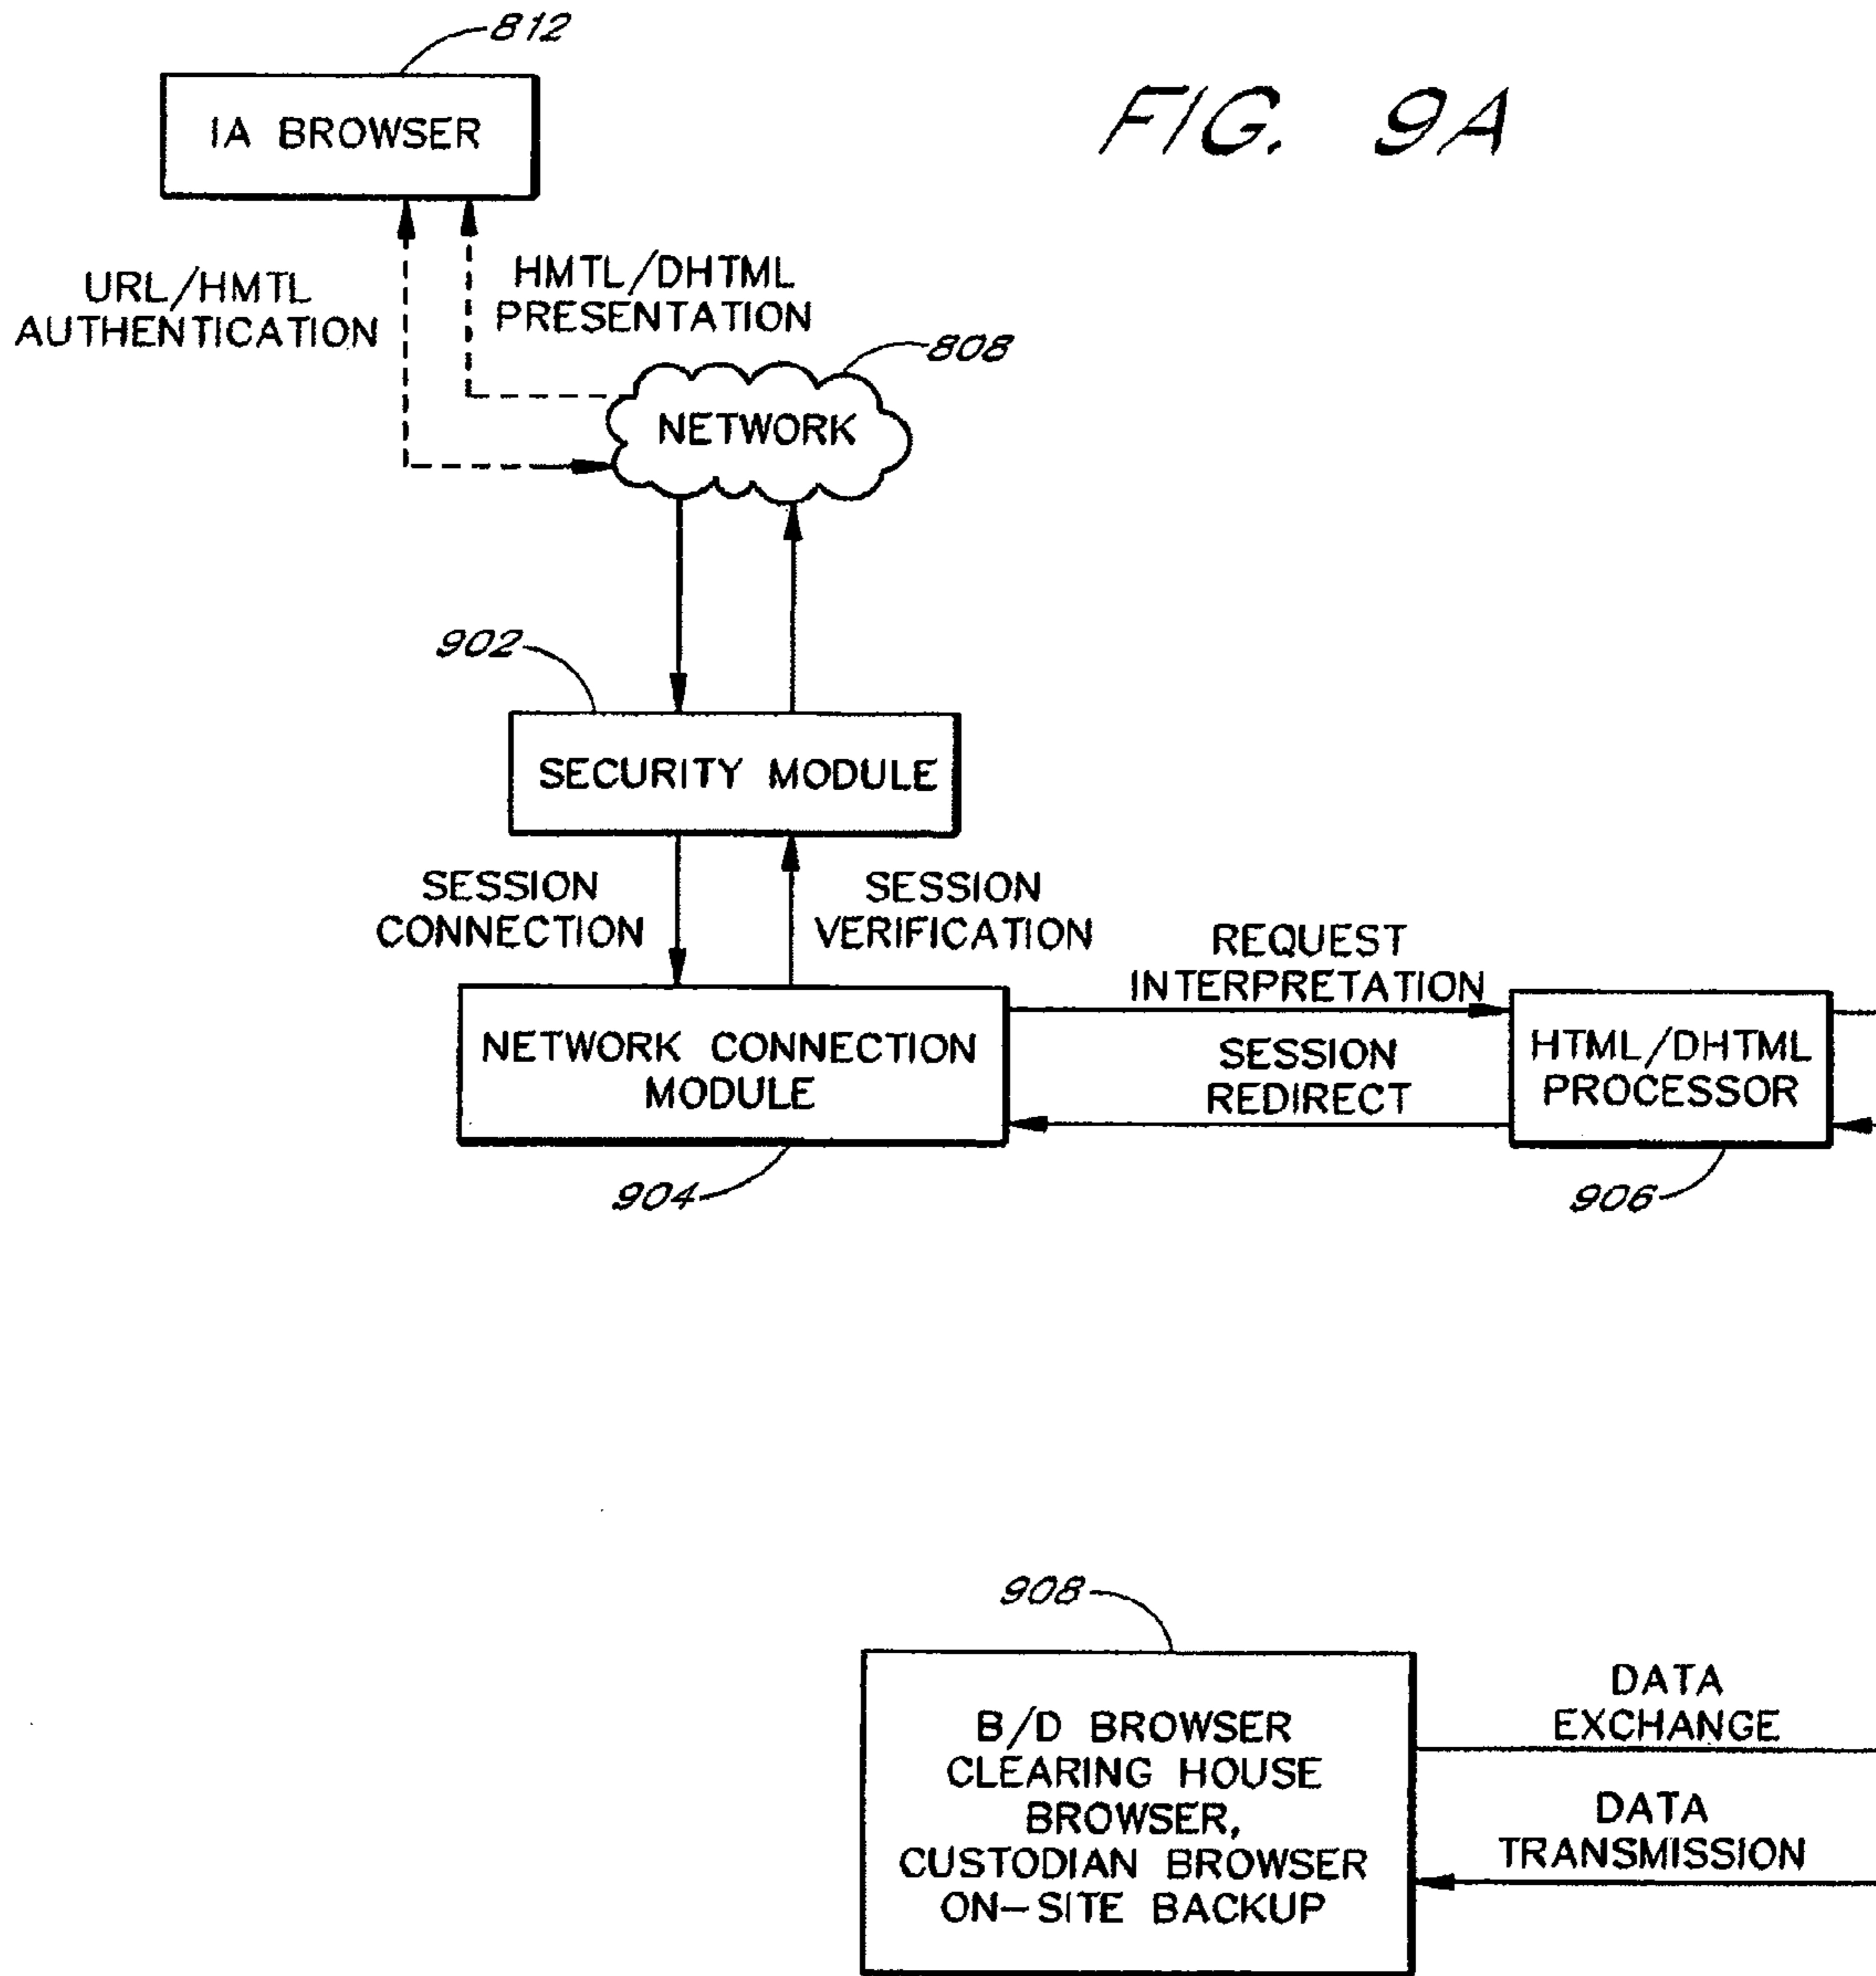 812
IA BROWSER
FIG. 9A
URL/HMTL
AUTHENTICATION
HMTL/DHTML
PRESENTATION
808
NETWORK
902
SECURITY MODULE
SESSION
CONNECTION
SESSION
VERIFICATION
REQUEST
INTERPRETATION
NETWORK CONNECTION
MODULE
SESSION
REDIRECT
HTML/DHTML
PROCESSOR
904
906
908
B/D BROWSER
CLEARING HOUSE
BROWSER,
CUSTODIAN BROWSER
ON-SITE BACKUP
DATA
EXCHANGE
DATA
TRANSMISSION